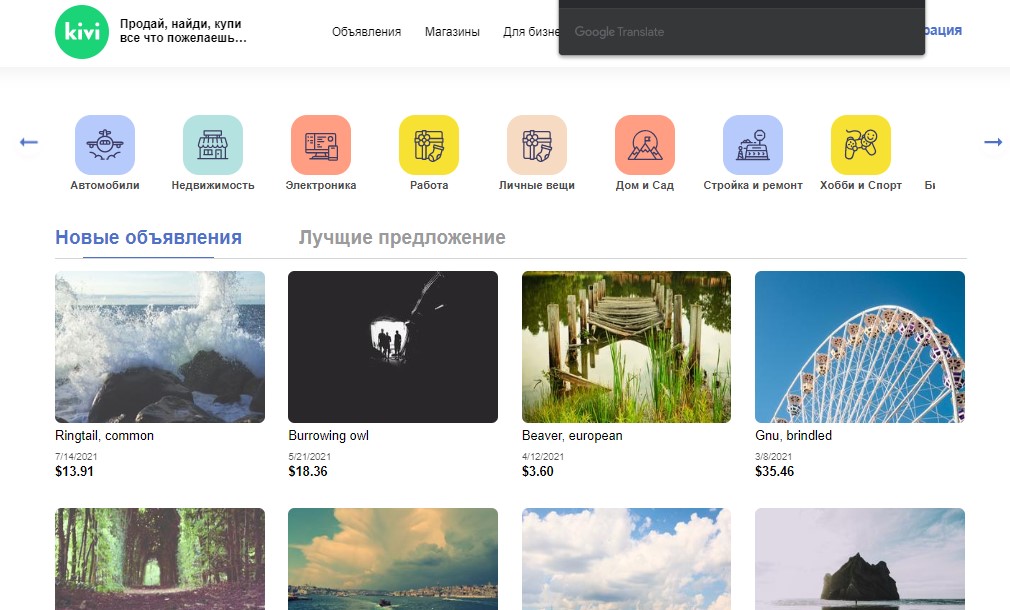 kivi
Продай, найди, купи
все что пожелаешь...
Объявления
Магазины
Для бизне
Google Translate
рация
Автомобили
Недвижимость
Электроника
Работа
Личные вещи
Дом и Сад
Стройка и ремонт
Хобби и Спорт
Новые объявления
Лучшие предложение
Ringtail, common
7/14/2021
$13.91
Burrowing owl
5/21/2021
$18.36
Beaver, european
4/12/2021
$3.60
Gnu, brindled
3/8/2021
$35.46